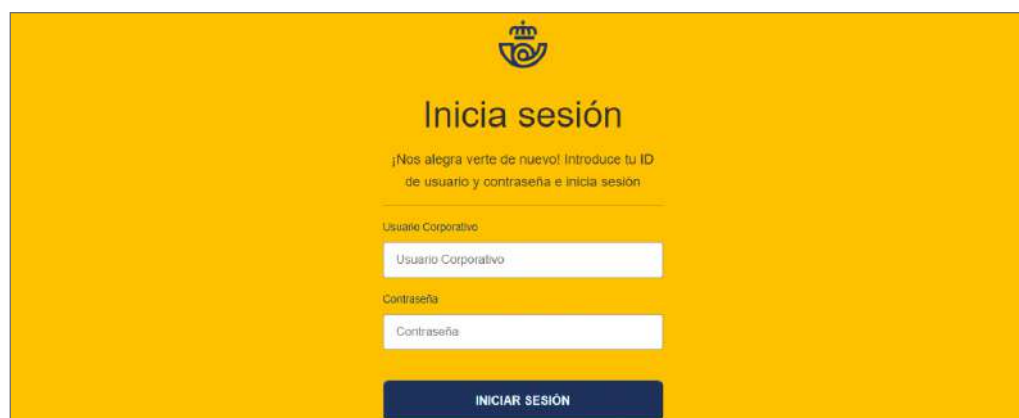 Inicia sesión
¡Nos alegra verte de nuevo! Introduce tu ID
de usuario y contraseña e inicia sesión
Usuario Corporativo
Usuario Corporativo
Contraseña
Contraseña
INICIAR SESIÓN